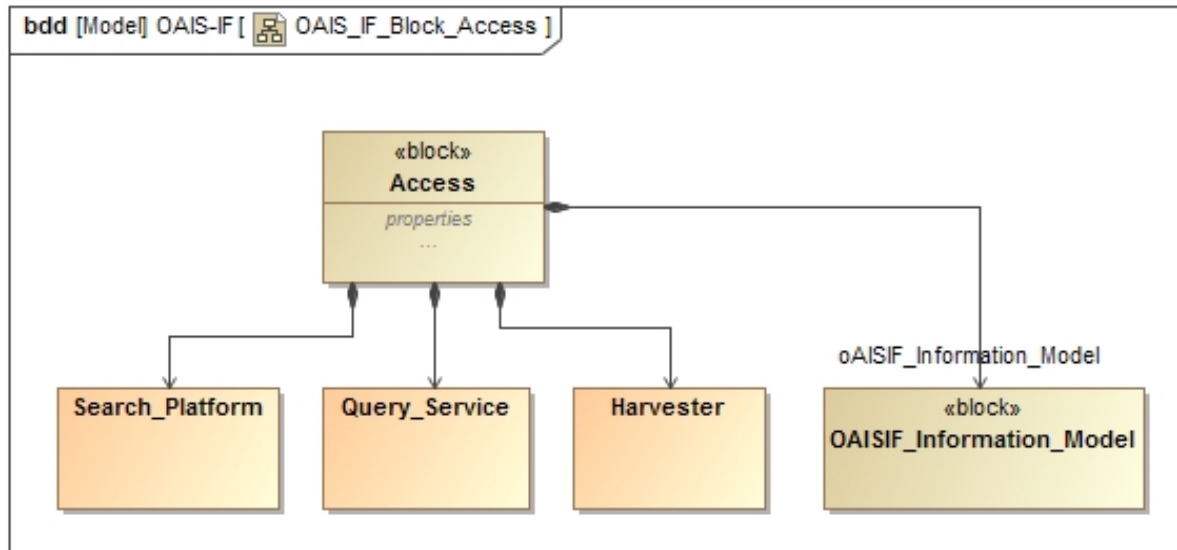 bdd [Model] OAIS-IF [ OAIS_IF_Block_Access ]
«block»
Access
properties
...
oAISIF_Information_Model
Search_Platform
Query_Service
Harvester
«block»
OAISIF_Information_Model